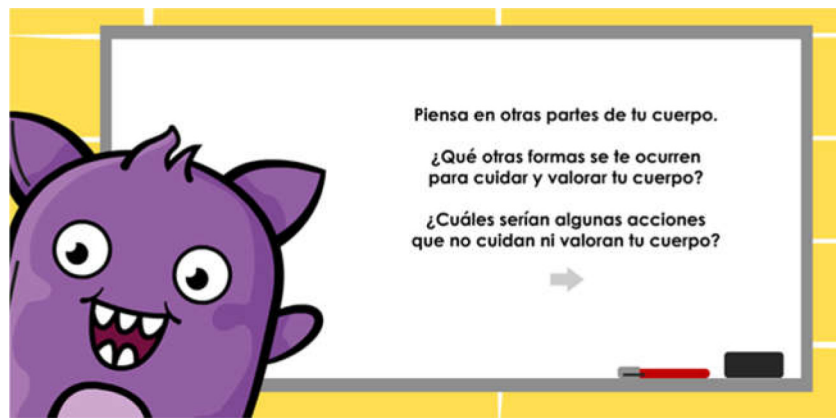 Piensa en otras partes de tu cuerpo.
¿Qué otras formas se te ocurren
para cuidar y valorar tu cuerpo?
¿Cuáles serían algunas acciones
que no cuidan ni valoran tu cuerpo?